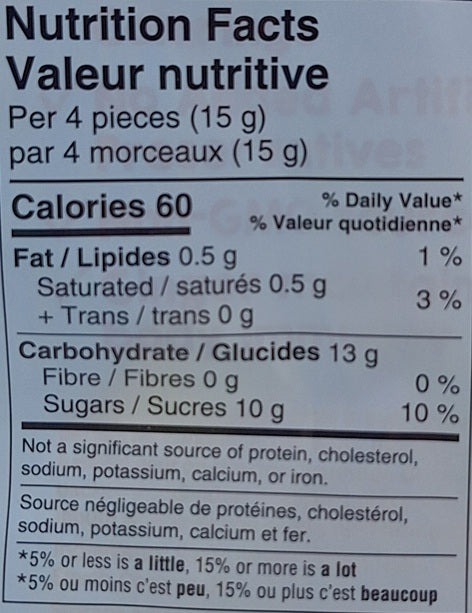 Nutrition Facts
Valeur nutritive
Per 4 pieces (15 g)
par 4 morceaux (15 g)
Calories 60
% Daily Value*
% Valeur quotidienne*
Fat / Lipides 0.5 g 1 %
Saturated / saturés 0.5 g
+ Trans / trans 0 g
3 %
Carbohydrate / Glucides 13 g
Fibre / Fibres 0 g 0 %
Sugars / Sucres 10 g 10 %
Not a significant source of protein, cholesterol,
sodium, potassium, calcium, or iron.
Source négligeable de protéines, cholestérol,
sodium, potassium, calcium et fer.
*5% or less is a little, 15% or more is a lot
*5% ou moins c'est peu, 15% ou plus c'est beaucoup